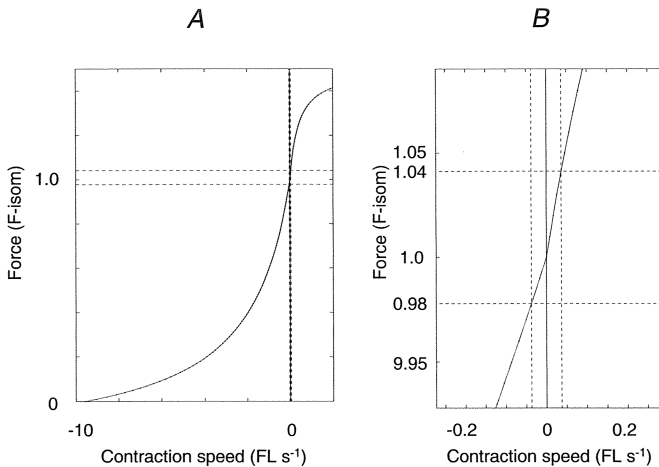 A
B
Force (F-isom)
1.0
0
-10
0
Contraction speed (FL s⁻¹)
Force (F-isom)
1.05
1.04
1.0
0.98
9.95
-0.2
0
0.2
Contraction speed (FL s⁻¹)